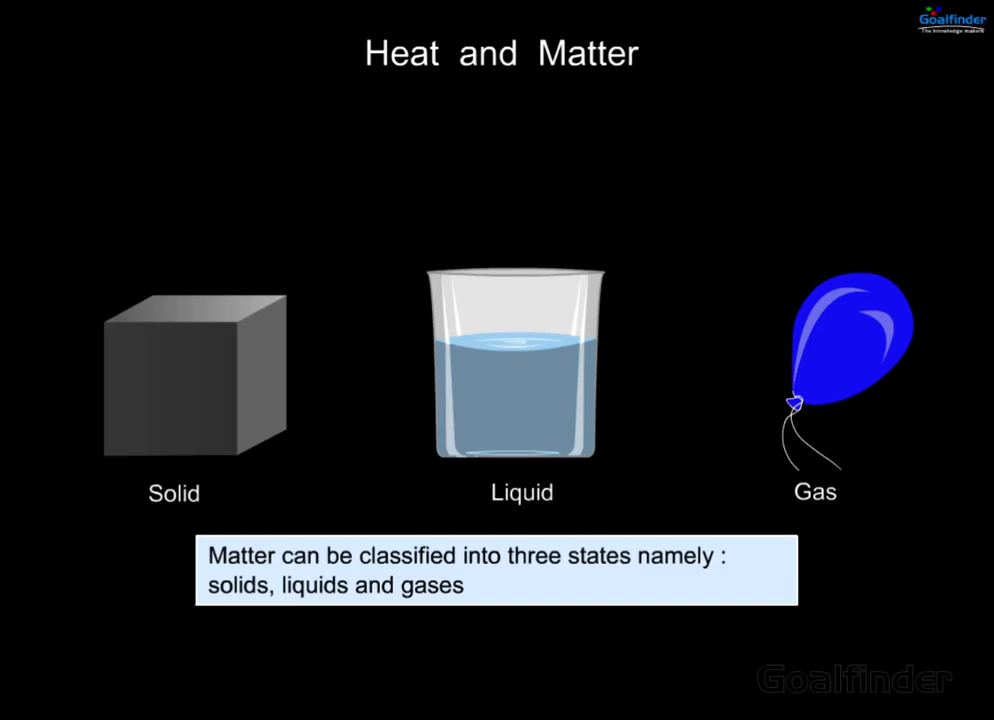 Goalfinder
The knowledge makers
Heat and Matter
Solid
Liquid
Gas
Matter can be classified into three states namely :
solids, liquids and gases
Goalfinder